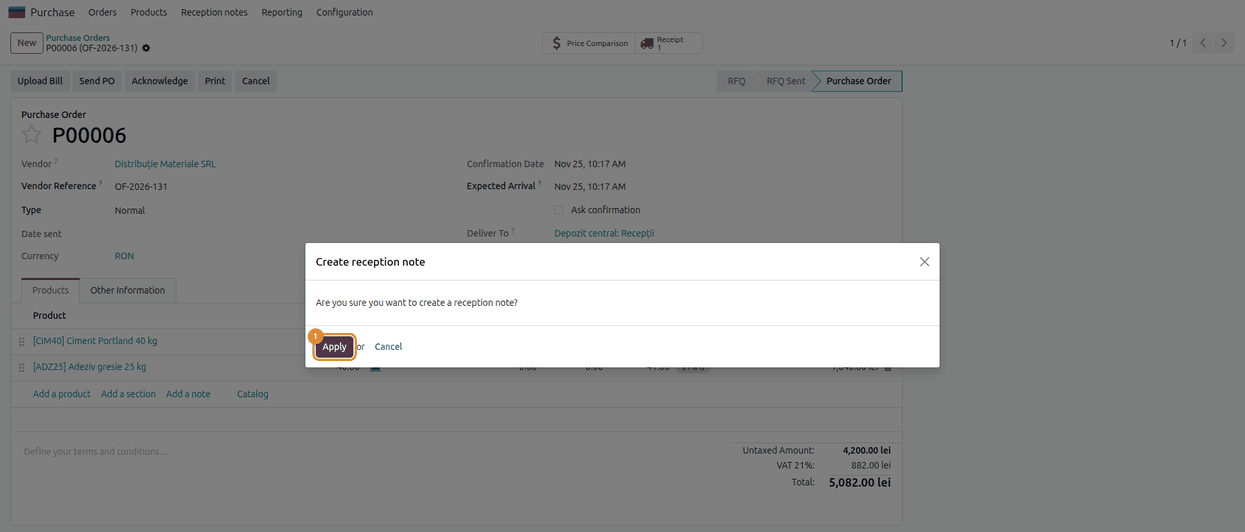 Purchase Orders Products Reception notes Reporting Configuration
New Purchase Orders
P00006 (OF-2026-131)
Price Comparison
Receipt
1
1 / 1
Upload Bill Send PO Acknowledge Print Cancel
RFQ RFQ Sent Purchase Order
Purchase Order
P00006
Vendor ? Distribuție Materiale SRL
Confirmation Date Nov 25, 10:17 AM
Vendor Reference ? OF-2026-131
Expected Arrival ? Nov 25, 10:17 AM
Type Normal
Ask confirmation
Date sent
Deliver To ? Depozit central: Recepții
Currency RON
Create reception note
Are you sure you want to create a reception note?
1
Apply or Cancel
Products Other Information
Product
[CIM40] Ciment Portland 40 kg
[ADZ25] Adeziv gresie 25 kg
Add a product Add a section Add a note Catalog
Define your terms and conditions ...
Untaxed Amount: 4,200.00 lei
VAT 21%: 882.00 lei
Total: 5,082.00 lei